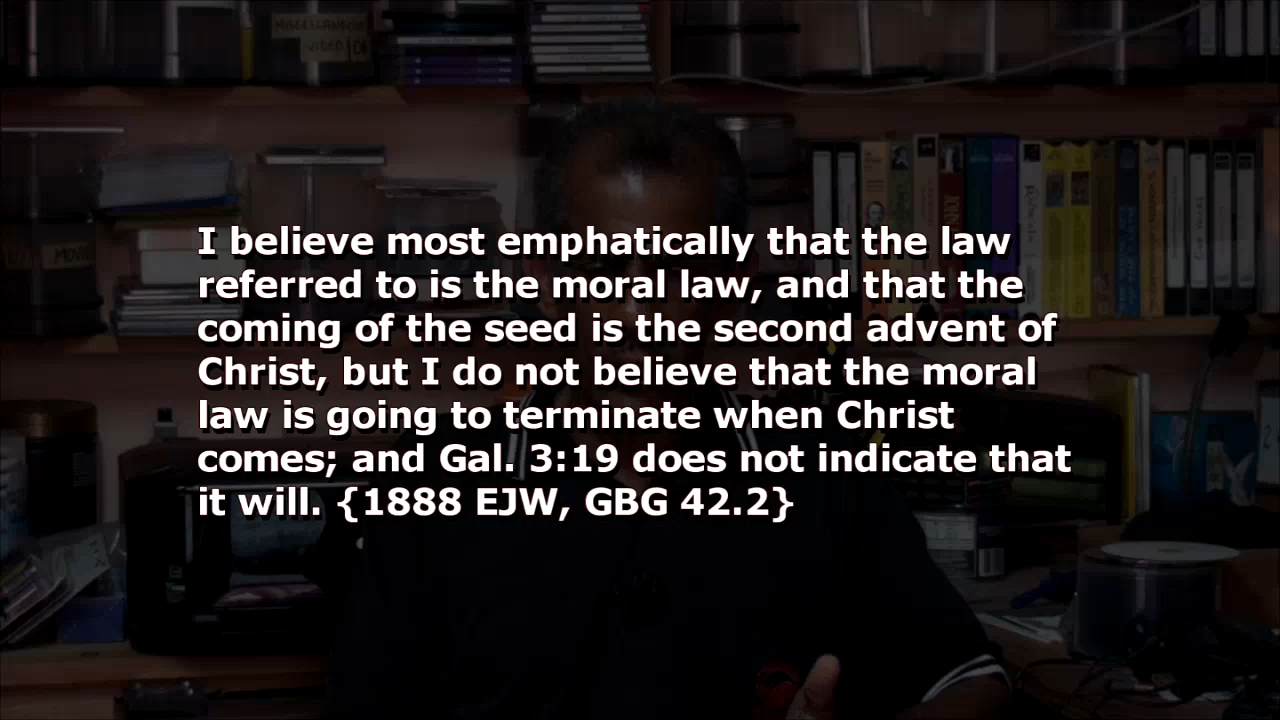 MISCELLANEOUS
VIDEO
I believe most emphatically that the law
referred to is the moral law, and that the
coming of the seed is the second advent of
Christ, but I do not believe that the moral
law is going to terminate when Christ
comes; and Gal. 3:19 does not indicate that
it will. {1888 EJW, GBG 42.2}